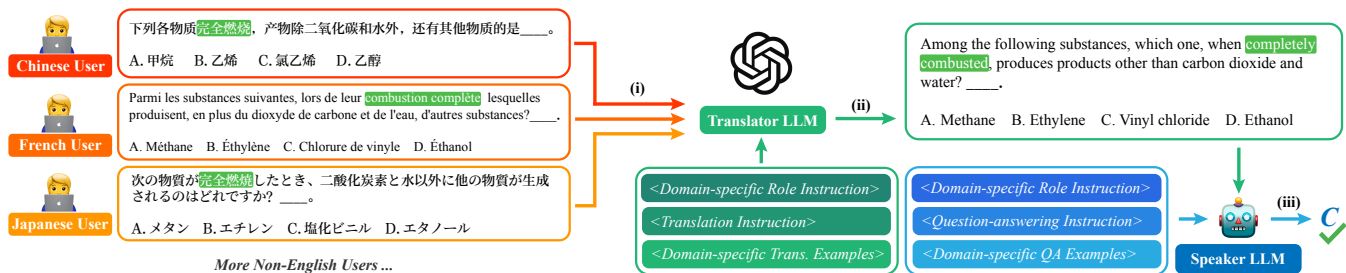 下列各物质完全燃烧，产物除二氧化碳和水外，还有其他物质的是____。
A. 甲烷 B. 乙烯 C. 氯乙烯 D. 乙醇
Chinese User
Parmi les substances suivantes, lors de leur combustion complète lesquelles
produisent, en plus du dioxyde de carbone et de l'eau, d'autres substances?____.
A. Méthane B. Éthylène C. Chlorure de vinyle D. Éthanol
French User
次の物質が完全燃焼したとき、二酸化炭素と水以外に他の物質が生成
されるのはどれですか? ____。
A. メタン B. エチレン C. 塩化ビニル D. エタノール
Japanese User
More Non-English Users ...
(i)
Translator LLM
(ii)
<Domain-specific Role Instruction>
<Translation Instruction>
<Domain-specific Trans. Examples>
Among the following substances, which one, when completely
combusted, produces products other than carbon dioxide and
water? ____.
A. Methane B. Ethylene C. Vinyl chloride D. Ethanol
<Domain-specific Role Instruction>
<Question-answering Instruction>
<Domain-specific QA Examples>
Speaker LLM
(iii)
C